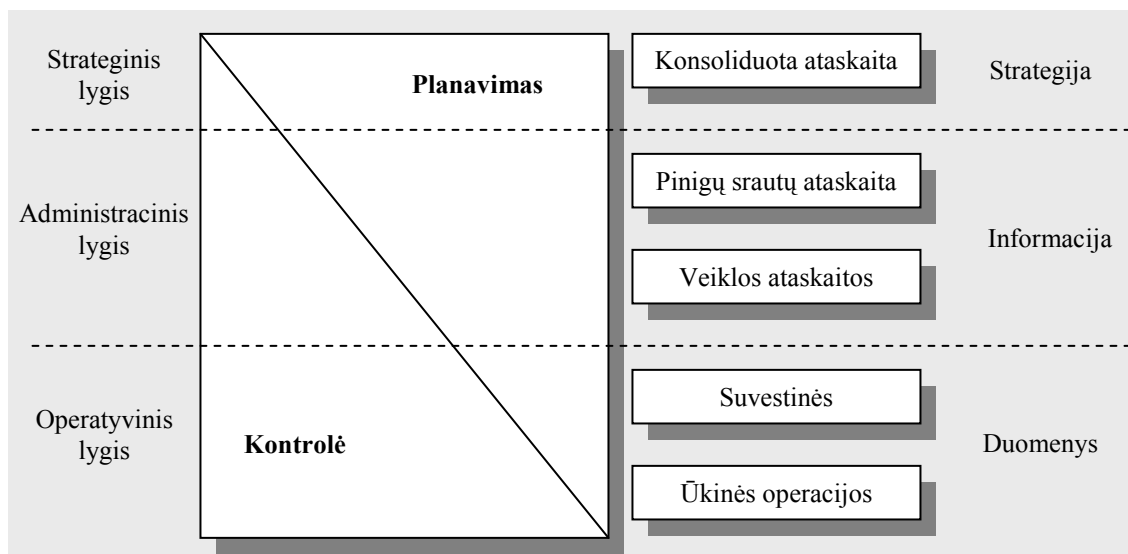 Strateginis
lygis
Planavimas
Konsoliduota ataskaita
Strategija
Administracinis
lygis
Pinigų srautų ataskaita
Veiklos ataskaitos
Informacija
Operatyvinis
lygis
Kontrolė
Suvestinės
Ūkinės operacijos
Duomenys